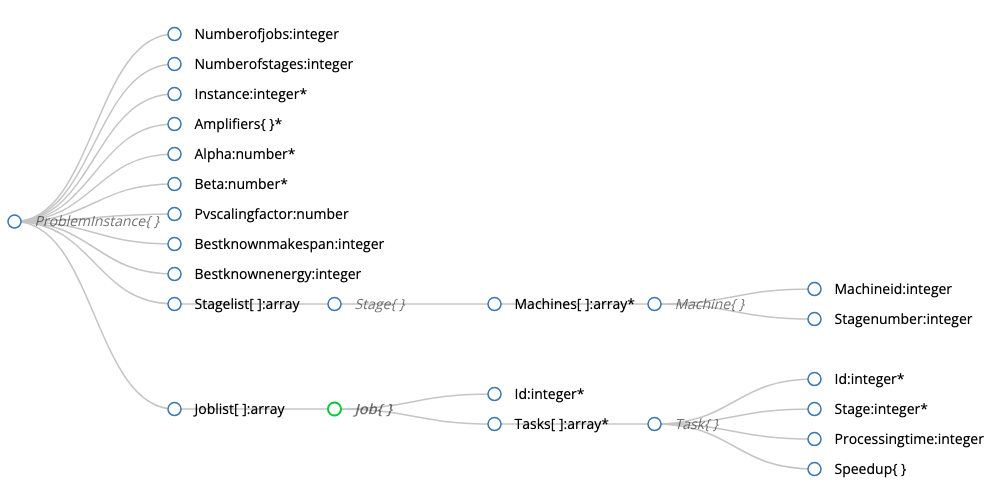 Numberofjobs:integer
Numberofstages:integer
Instance:integer*
Amplifiers{ }*
Alpha:number*
Beta:number*
ProblemInstance{ }
Pvscalingfactor:number
Bestknownmakespan:integer
Bestknownenergy:integer
Stagelist[ ]:array
Stage{ }
Machines[ ]:array*
Machine{ }
Machineid:integer
Stagenumber:integer
Joblist[ ]:array
Job{ }
Id:integer*
Tasks[ ]:array*
Task{ }
Id:integer*
Stage:integer*
Processingtime:integer
Speedup{ }